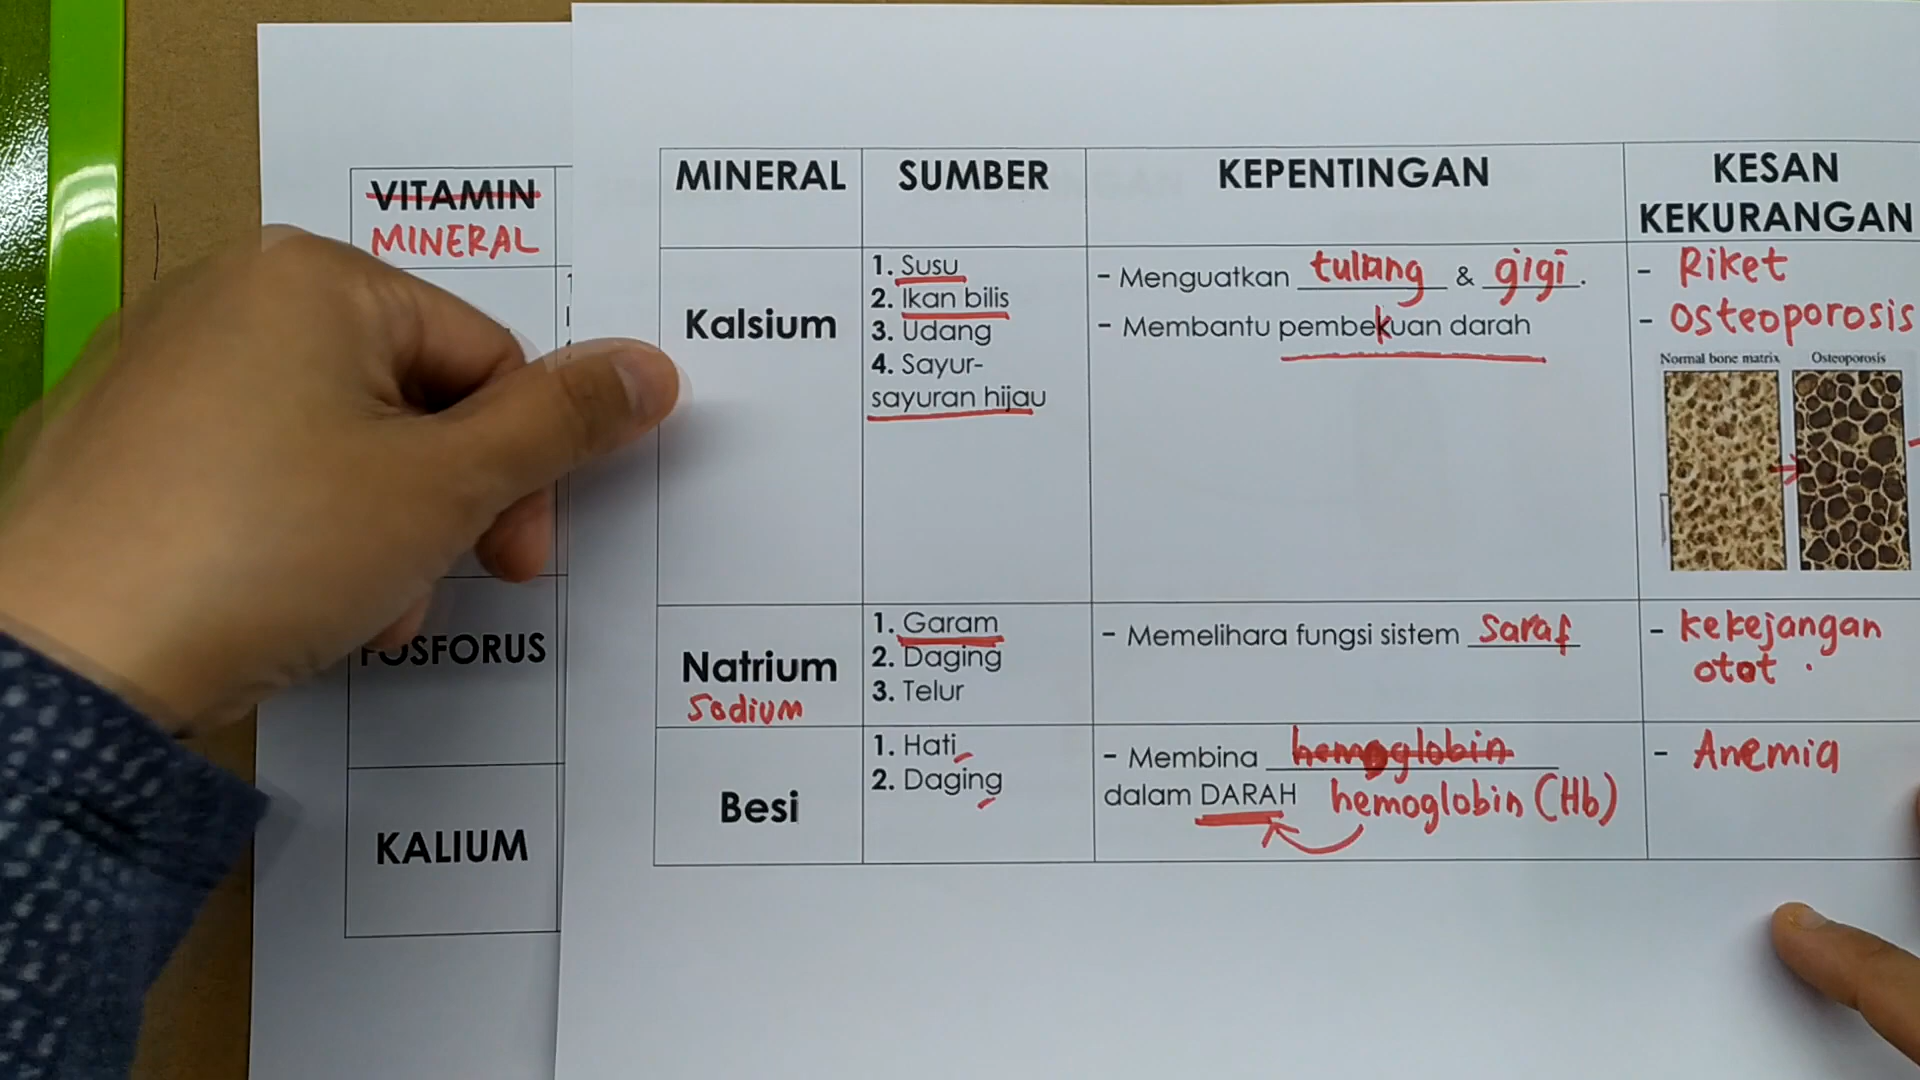 VITAMIN
MINERAL
FOSFORUS
KALIUM
MINERAL
SUMBER
KEPENTINGAN
KESAN
KEKURANGAN
Kalsium
1. Susu
2. Ikan bilis
3. Udang
4. Sayur-
sayuran hijau
- Menguatkan tulang & gigi.
- Membantu pembekuan darah
- Riket
- Osteoporosis
Normal bone matrix
Osteoporosis
Natrium
Sodium
1. Garam
2. Daging
3. Telur
- Memelihara fungsi sistem saraf
- Kekejangan
otot.
Besi
1. Hati
2. Daging
- Membina hemoglobin
dalam DARAH hemoglobin (Hb)
- Anemia